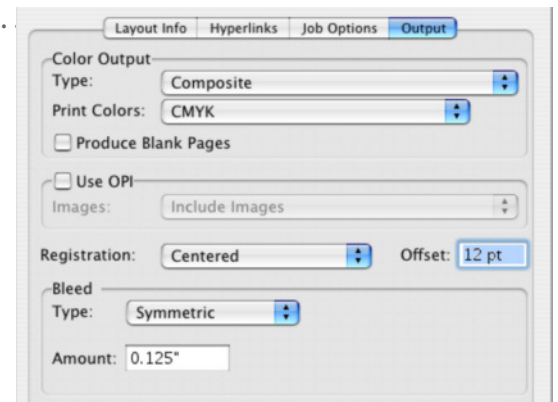 Layout Info Hyperlinks Job Options Output
Color Output
Type: Composite
Print Colors: CMYK
Produce Blank Pages
Use OPI
Images: Include Images
Registration: Centered Offset: 12 pt
Bleed
Type: Symmetric
Amount: 0.125"